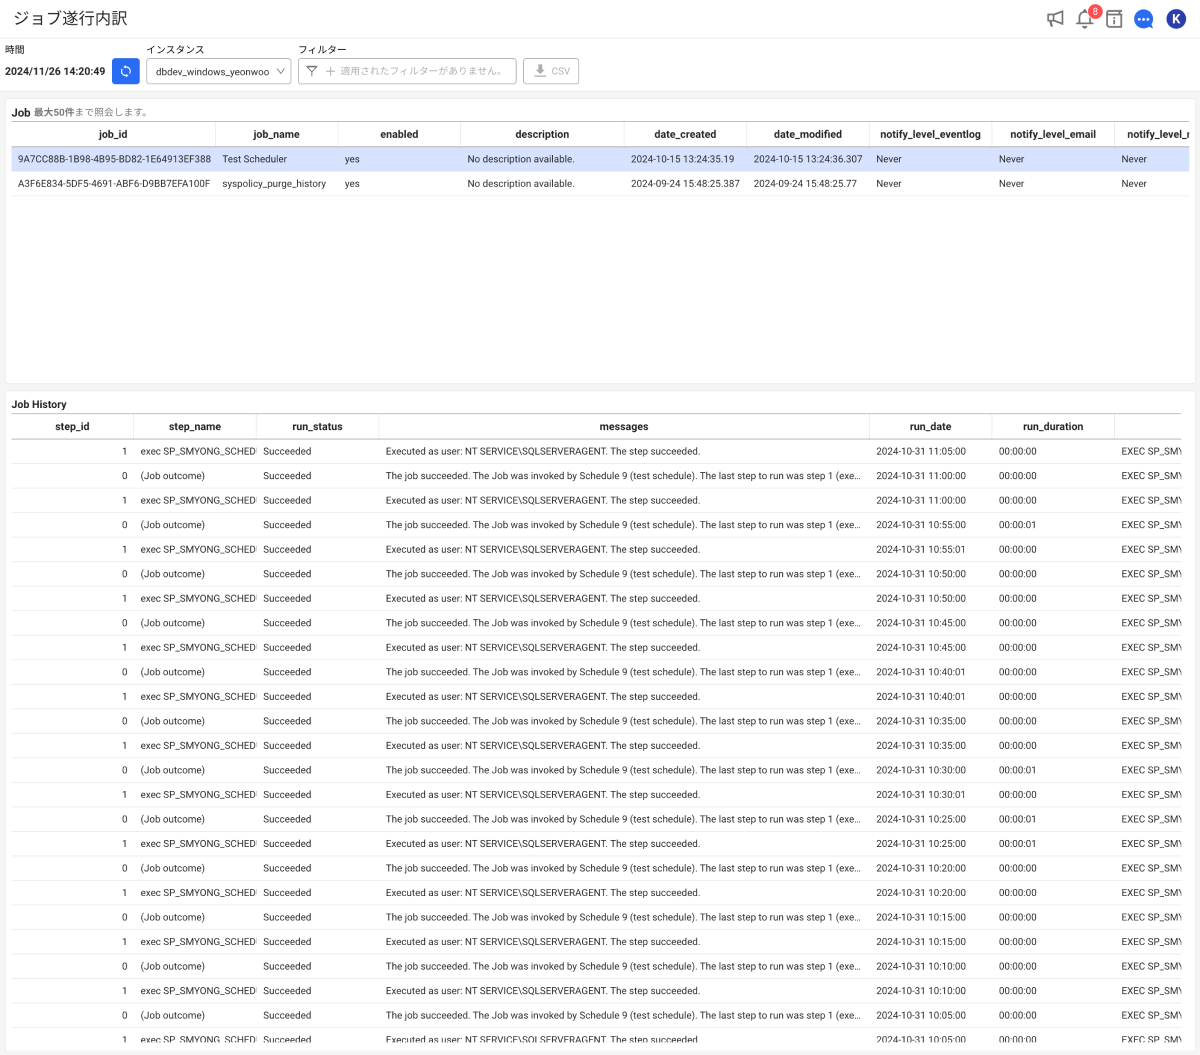 ジョブ遂行内訳
8
K
時間 インスタンス フィルター
2024/11/26 14:20:49 dbdev_windows_yeonwoo 適用されたフィルターがありません。 CSV
Job 最大50件まで照会します。
job_id job_name enabled description date_created date_modified notify_level_eventlog notify_level_email notify_level_
9A7CC88B-1B98-4B95-BD82-1E64913EF388 Test Scheduler yes No description available. 2024-10-15 13:24:35.19 2024-10-15 13:24:36.307 Never Never Never
A3F6E834-5DF5-4691-ABF6-D9BB7EFA100F syspolicy_purge_history yes No description available. 2024-09-24 15:48:25.387 2024-09-24 15:48:25.77 Never Never Never
Job History
step_id step_name run_status messages run_date run_duration
1 exec SP_SMYONG_SCHED Succeeded Executed as user: NT SERVICE\SQLSERVERAGENT. The step succeeded. 2024-10-31 11:05:00 00:00:00 EXEC SP_SMY
0 (Job outcome) Succeeded The job succeeded. The Job was invoked by Schedule 9 (test schedule). The last step to run was step 1 (exe... 2024-10-31 11:00:00 00:00:00 EXEC SP_SMY
1 exec SP_SMYONG_SCHED Succeeded Executed as user: NT SERVICE\SQLSERVERAGENT. The step succeeded. 2024-10-31 11:00:00 00:00:00 EXEC SP_SMY
0 (Job outcome) Succeeded The job succeeded. The Job was invoked by Schedule 9 (test schedule). The last step to run was step 1 (exe... 2024-10-31 10:55:00 00:00:01 EXEC SP_SMY
1 exec SP_SMYONG_SCHED Succeeded Executed as user: NT SERVICE\SQLSERVERAGENT. The step succeeded. 2024-10-31 10:55:01 00:00:00 EXEC SP_SMY
0 (Job outcome) Succeeded The job succeeded. The Job was invoked by Schedule 9 (test schedule). The last step to run was step 1 (exe... 2024-10-31 10:50:00 00:00:00 EXEC SP_SMY
1 exec SP_SMYONG_SCHED Succeeded Executed as user: NT SERVICE\SQLSERVERAGENT. The step succeeded. 2024-10-31 10:50:00 00:00:00 EXEC SP_SMY
0 (Job outcome) Succeeded The job succeeded. The Job was invoked by Schedule 9 (test schedule). The last step to run was step 1 (exe... 2024-10-31 10:45:00 00:00:00 EXEC SP_SMY
1 exec SP_SMYONG_SCHED Succeeded Executed as user: NT SERVICE\SQLSERVERAGENT. The step succeeded. 2024-10-31 10:45:00 00:00:00 EXEC SP_SMY
0 (Job outcome) Succeeded The job succeeded. The Job was invoked by Schedule 9 (test schedule). The last step to run was step 1 (exe... 2024-10-31 10:40:01 00:00:00 EXEC SP_SMY
1 exec SP_SMYONG_SCHED Succeeded Executed as user: NT SERVICE\SQLSERVERAGENT. The step succeeded. 2024-10-31 10:40:01 00:00:00 EXEC SP_SMY
0 (Job outcome) Succeeded The job succeeded. The Job was invoked by Schedule 9 (test schedule). The last step to run was step 1 (exe... 2024-10-31 10:35:00 00:00:00 EXEC SP_SMY
1 exec SP_SMYONG_SCHED Succeeded Executed as user: NT SERVICE\SQLSERVERAGENT. The step succeeded. 2024-10-31 10:35:00 00:00:00 EXEC SP_SMY
0 (Job outcome) Succeeded The job succeeded. The Job was invoked by Schedule 9 (test schedule). The last step to run was step 1 (exe... 2024-10-31 10:30:00 00:00:01 EXEC SP_SMY
1 exec SP_SMYONG_SCHED Succeeded Executed as user: NT SERVICE\SQLSERVERAGENT. The step succeeded. 2024-10-31 10:30:01 00:00:00 EXEC SP_SMY
0 (Job outcome) Succeeded The job succeeded. The Job was invoked by Schedule 9 (test schedule). The last step to run was step 1 (exe... 2024-10-31 10:25:00 00:00:01 EXEC SP_SMY
1 exec SP_SMYONG_SCHED Succeeded Executed as user: NT SERVICE\SQLSERVERAGENT. The step succeeded. 2024-10-31 10:25:00 00:00:01 EXEC SP_SMY
0 (Job outcome) Succeeded The job succeeded. The Job was invoked by Schedule 9 (test schedule). The last step to run was step 1 (exe... 2024-10-31 10:20:00 00:00:00 EXEC SP_SMY
1 exec SP_SMYONG_SCHED Succeeded Executed as user: NT SERVICE\SQLSERVERAGENT. The step succeeded. 2024-10-31 10:20:00 00:00:00 EXEC SP_SMY
0 (Job outcome) Succeeded The job succeeded. The Job was invoked by Schedule 9 (test schedule). The last step to run was step 1 (exe... 2024-10-31 10:15:00 00:00:00 EXEC SP_SMY
1 exec SP_SMYONG_SCHED Succeeded Executed as user: NT SERVICE\SQLSERVERAGENT. The step succeeded. 2024-10-31 10:15:00 00:00:00 EXEC SP_SMY
0 (Job outcome) Succeeded The job succeeded. The Job was invoked by Schedule 9 (test schedule). The last step to run was step 1 (exe... 2024-10-31 10:10:00 00:00:00 EXEC SP_SMY
1 exec SP_SMYONG_SCHED Succeeded Executed as user: NT SERVICE\SQLSERVERAGENT. The step succeeded. 2024-10-31 10:10:00 00:00:00 EXEC SP_SMY
0 (Job outcome) Succeeded The job succeeded. The Job was invoked by Schedule 9 (test schedule). The last step to run was step 1 (exe... 2024-10-31 10:05:00 00:00:00 EXEC SP_SMY
1 exec SP_SMYONG_SCHED Succeeded Executed as user: NT SERVICE\SQLSERVERAGENT. The step succeeded. 2024-10-31 10:05:00 00:00:00 EXEC SP_SMY